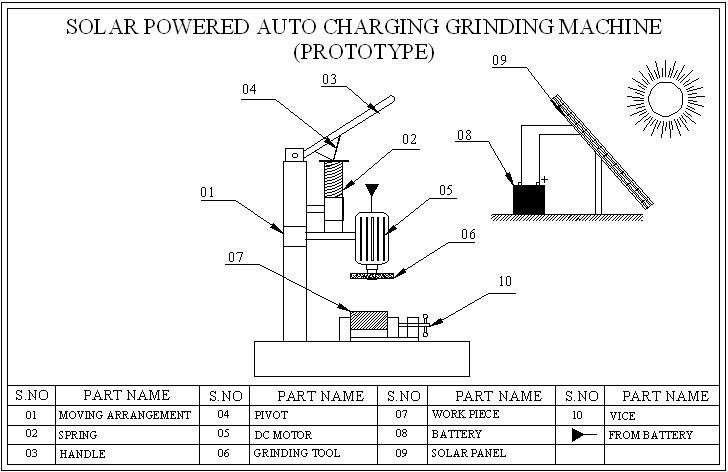 SOLAR POWERED AUTO CHARGING GRINDING MACHINE
(PROTOTYPE)
03
09
04
08
02
+
01
05
06
07
10
S.NO PART NAME S.NO PART NAME S.NO PART NAME S.NO PART NAME
01 MOVING ARRANGEMENT 04 PIVOT 07 WORK PIECE 10 VICE
02 SPRING 05 DC MOTOR 08 BATTERY FROM BATTERY
03 HANDLE 06 GRINDING TOOL 09 SOLAR PANEL